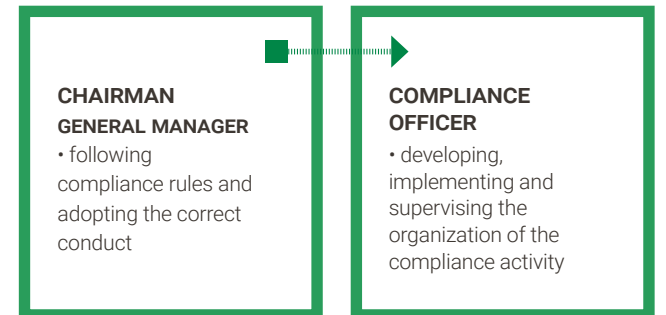 CHAIRMAN
GENERAL MANAGER
• following
compliance rules and
adopting the correct
conduct
COMPLIANCE
OFFICER
• developing,
implementing and
supervising the
organization of the
compliance activity